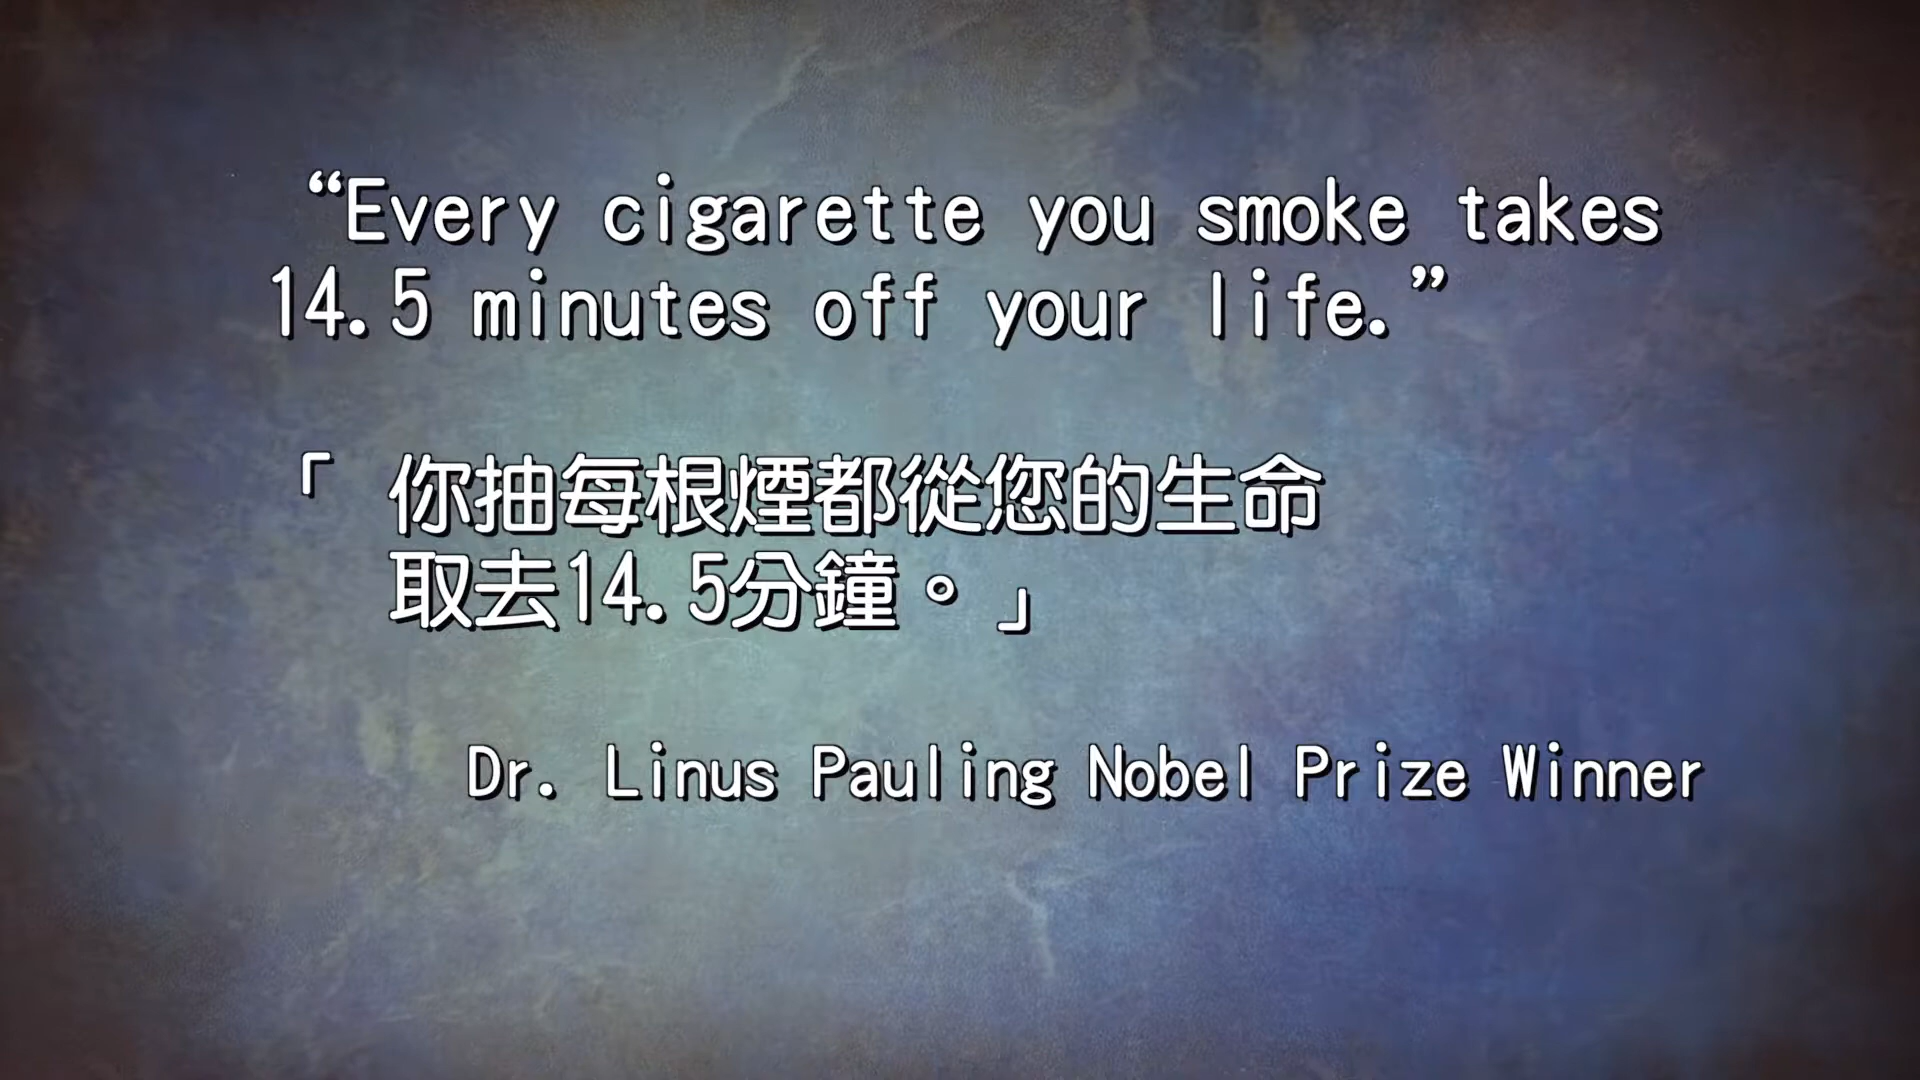 “Every cigarette you smoke takes
14.5 minutes off your life.”
「 你抽每根煙都從您的生命
取去14.5分鐘。」
Dr. Linus Pauling Nobel Prize Winner